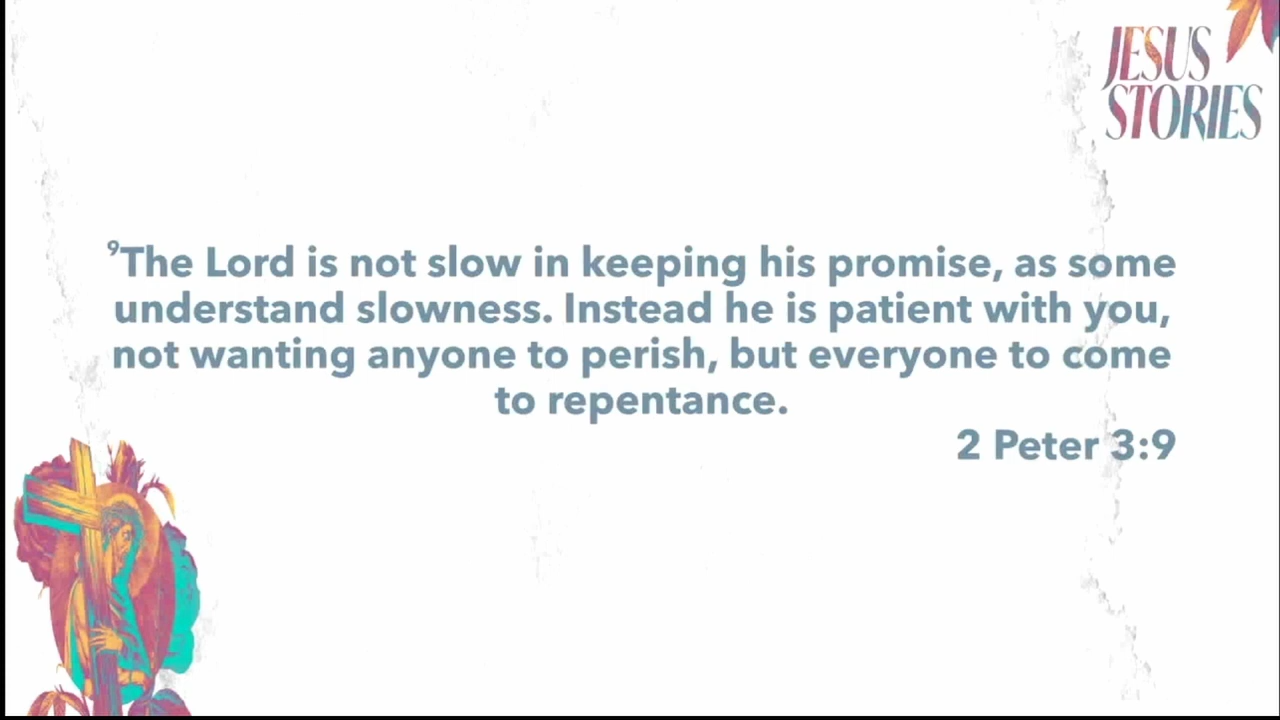 JESUS
STORIES
⁹The Lord is not slow in keeping his promise, as some
understand slowness. Instead he is patient with you,
not wanting anyone to perish, but everyone to come
to repentance.
2 Peter 3:9